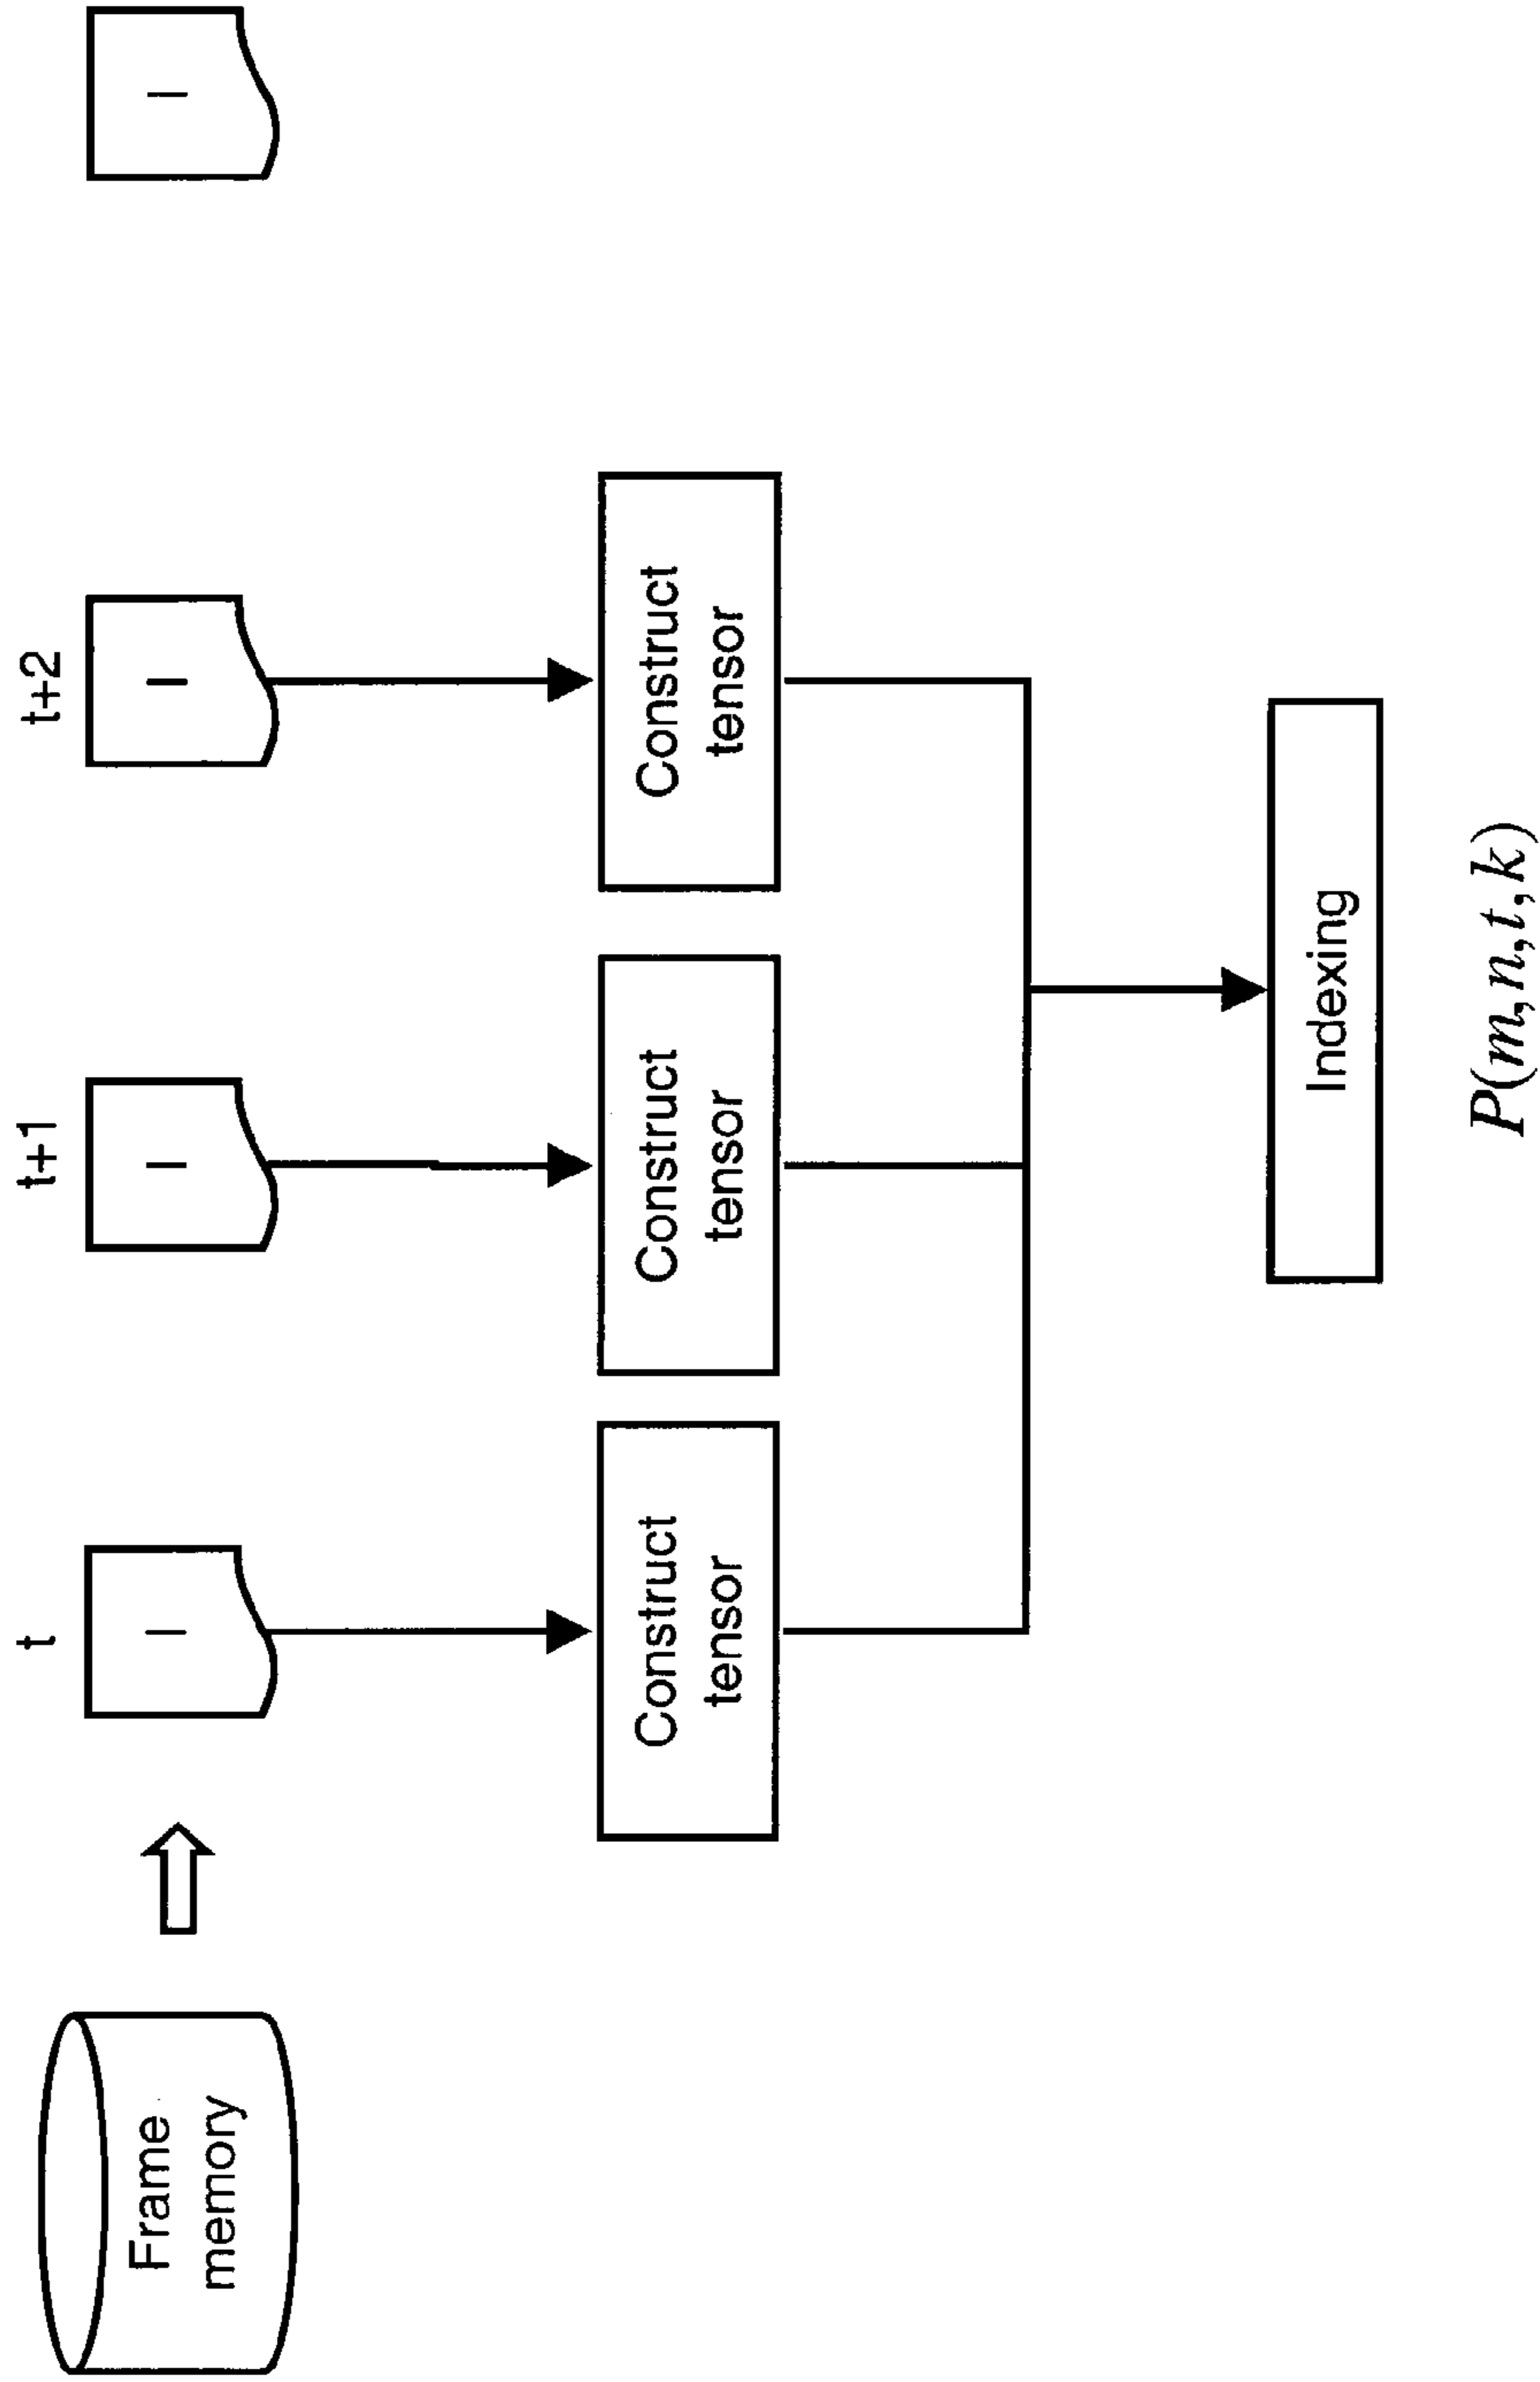 t
t+1
t+2
Frame
memory
I
I
I
I
Construct
tensor
Construct
tensor
Construct
tensor
Indexing
P(m,n,t,k)